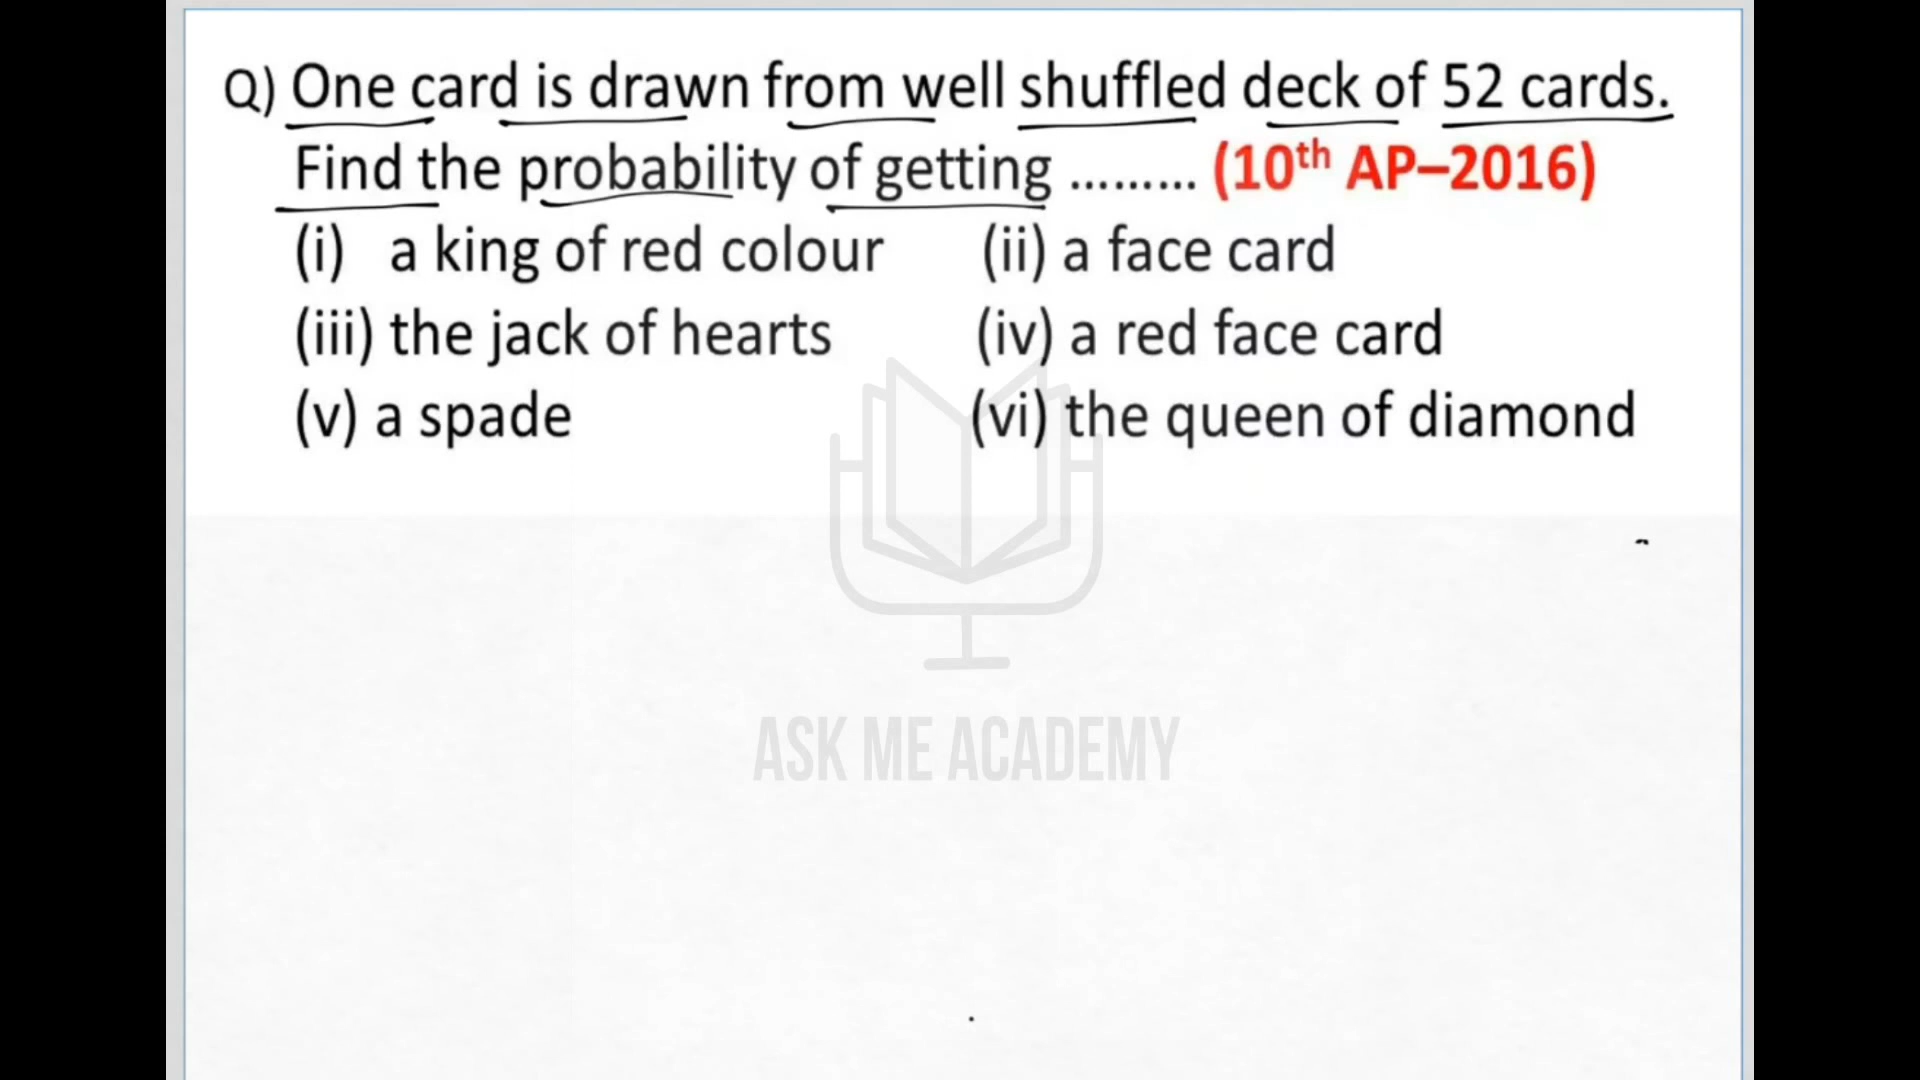 Q) One card is drawn from well shuffled deck of 52 cards.
Find the probability of getting ......... (10th AP–2016)
(i) a king of red colour (ii) a face card
(iii) the jack of hearts (iv) a red face card
(v) a spade (vi) the queen of diamond
ASK ME ACADEMY